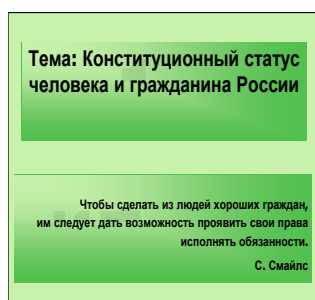 Тема: Конституционный статус
человека и гражданина России
Чтобы сделать из людей хороших граждан,
им следует дать возможность проявить свои права
исполнять обязанности.
С. Смайлс